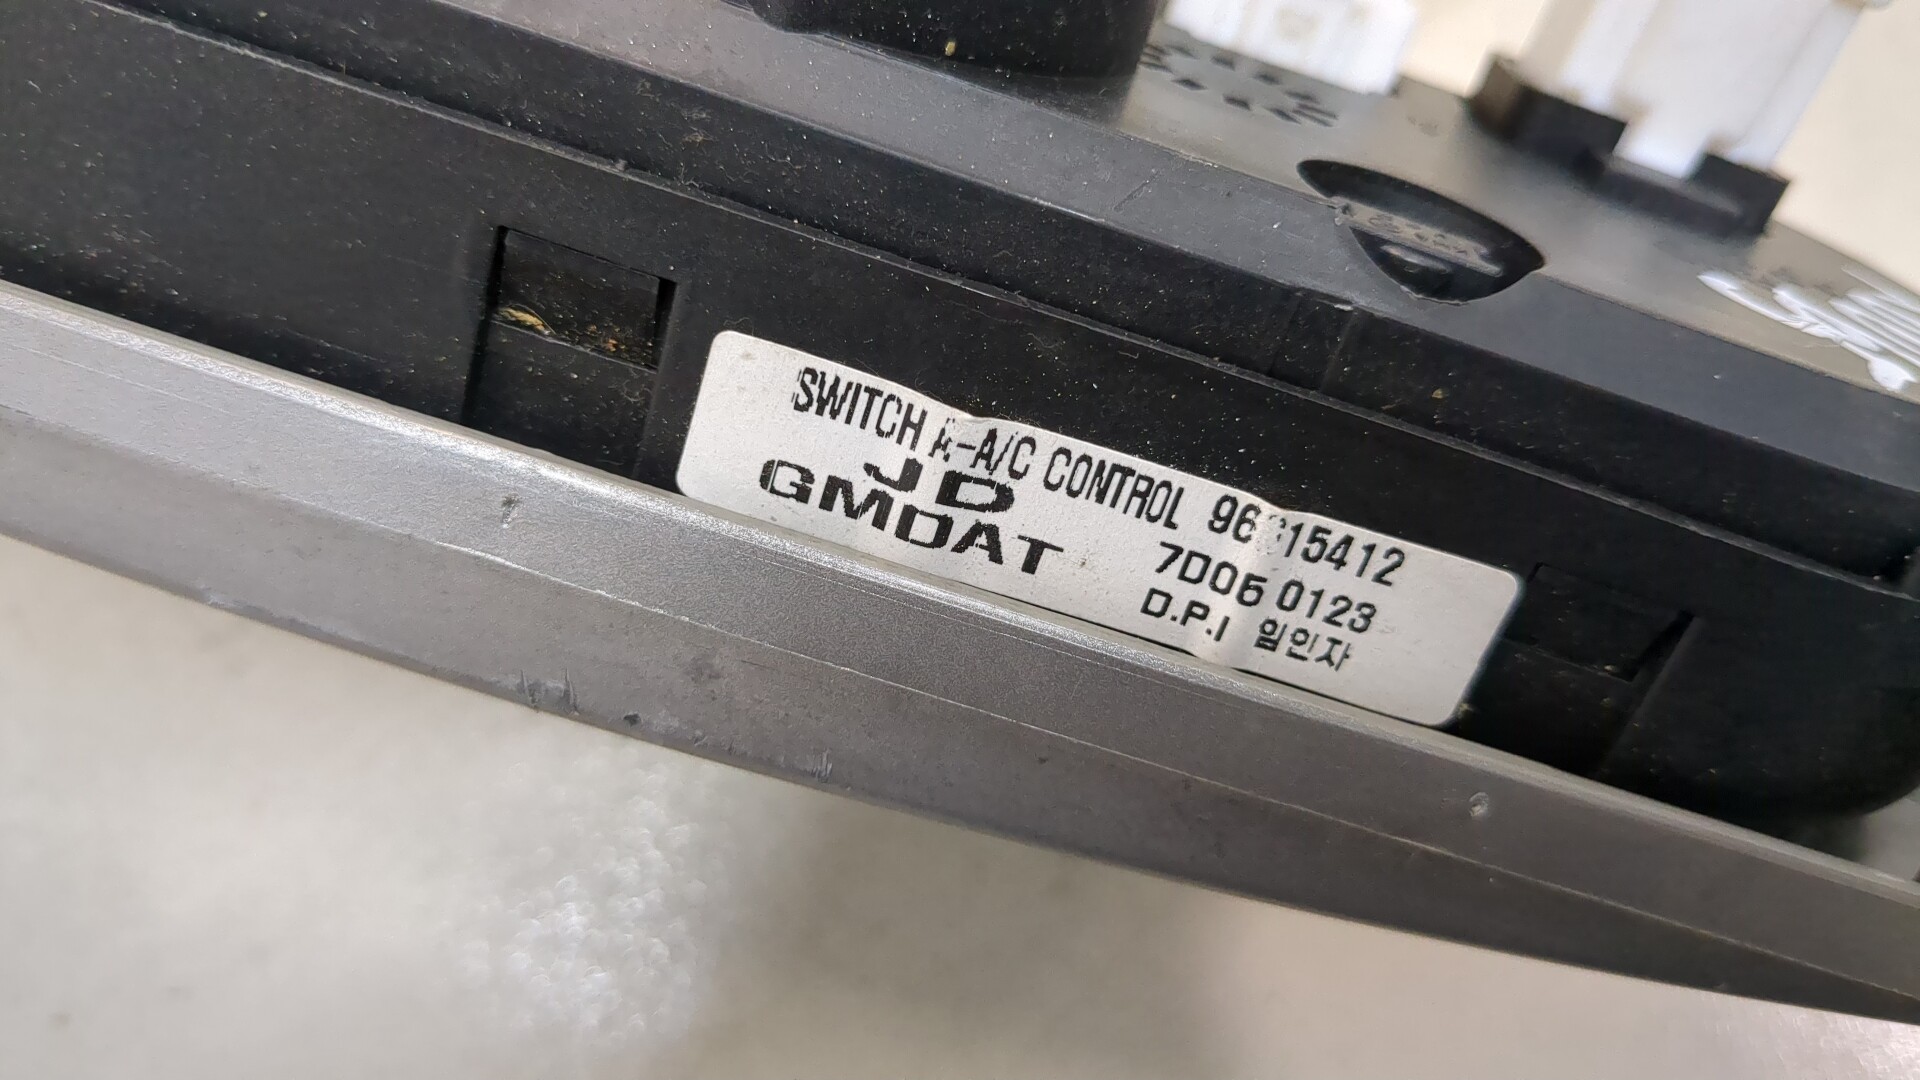 SWITCH A-A/C CONTROL
JD
GMDAT
7D06 0123
D.P.I 임인자